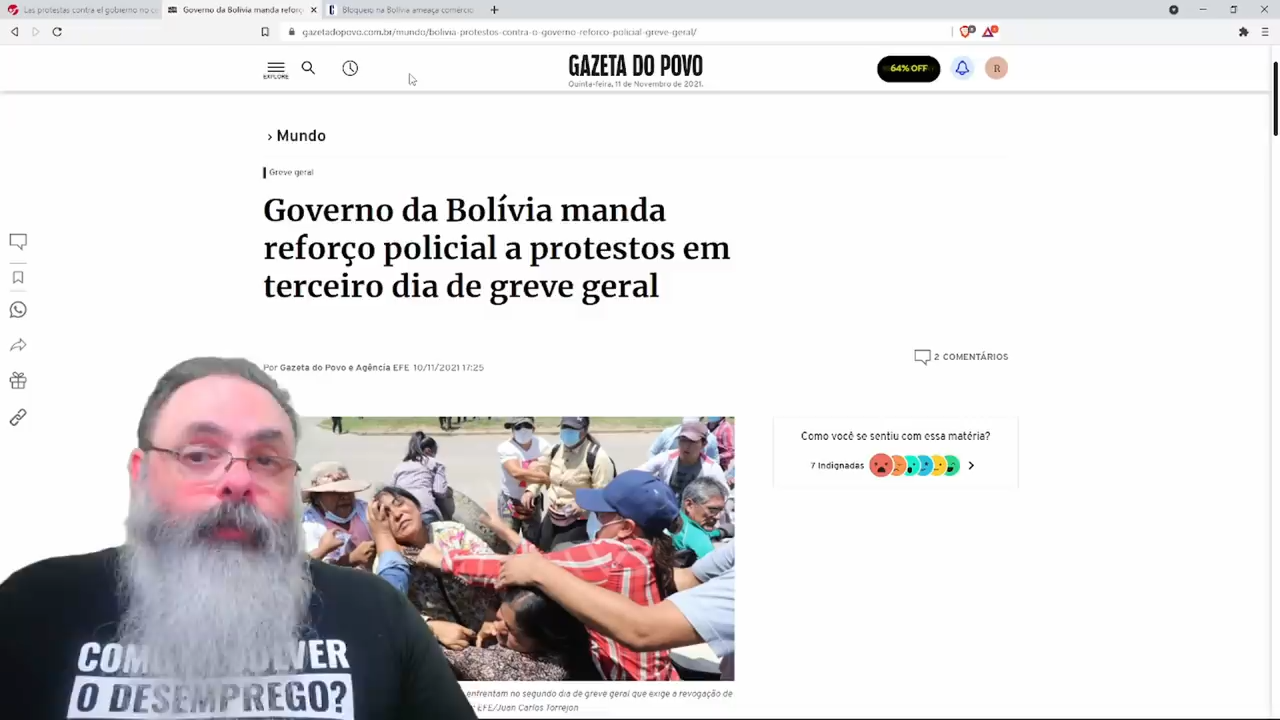 Las protestas contra el gobierno no c
Governo da Bolívia manda reforç
Bloqueio na Bolívia ameaça comércio
gazetadopovo.com.br/mundo/bolivia-protestos-contra-o-governo-reforco-policial-greve-geral/
EXPLORE
GAZETA DO POVO
Quinta-feira, 11 de Novembro de 2021.
64% OFF
R
› Mundo
Greve geral
Governo da Bolívia manda
reforço policial a protestos em
terceiro dia de greve geral
Por Gazeta do Povo e Agência EFE 10/11/2021 17:25
2 COMENTÁRIOS
Como você se sentiu com essa matéria?
7 Indignadas
enfrentam no segundo dia de greve geral que exige a revogação de
EFE/Juan Carlos Torrejon
O DESEMPREGO?